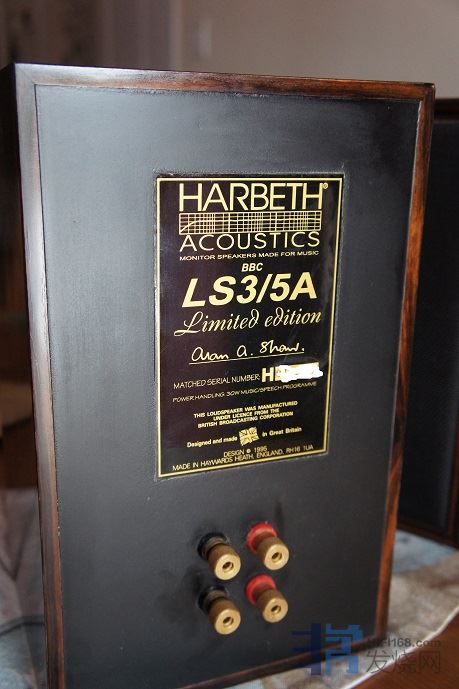 HARBETH®
ACOUSTICS
MONITOR SPEAKERS MADE FOR MUSIC
BBC
LS3/5A
Limited edition
Alan A. Shaw.
MATCHED SERIAL NUMBER: H
POWER HANDLING: 30W MUSIC/SPEECH PROGRAMME
THIS LOUDSPEAKER WAS MANUFACTURED
UNDER LICENCE FROM THE
BRITISH BROADCASTING CORPORATION
Designed and made in Great Britain
DESIGN © 1995
MADE IN HAYWARDS HEATH, ENGLAND, RH16 1UA
HIFI168.com
发烧网